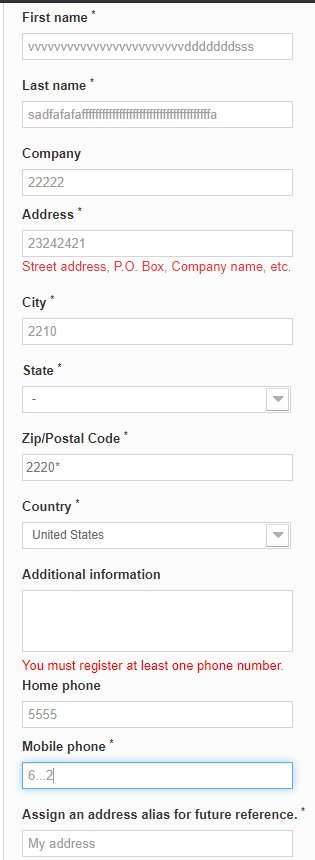 First name *
vvvvvvvvvvvvvvvvvvvvvvvvdddddddsss
Last name *
sadfafafaffffffffffffffffffffffffffffffffffffffa
Company
22222
Address *
23242421
Street address, P.O. Box, Company name, etc.
City *
2210
State *
-
Zip/Postal Code *
2220*
Country *
United States
Additional information
You must register at least one phone number.
Home phone
5555
Mobile phone *
6...2
Assign an address alias for future reference. *
My address